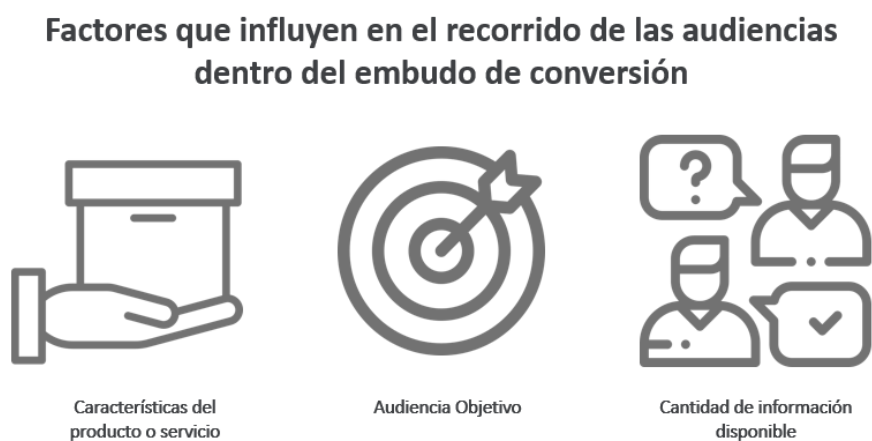 Factores que influyen en el recorrido de las audiencias
dentro del embudo de conversión
Características del
producto o servicio
Audiencia Objetivo
Cantidad de información
disponible